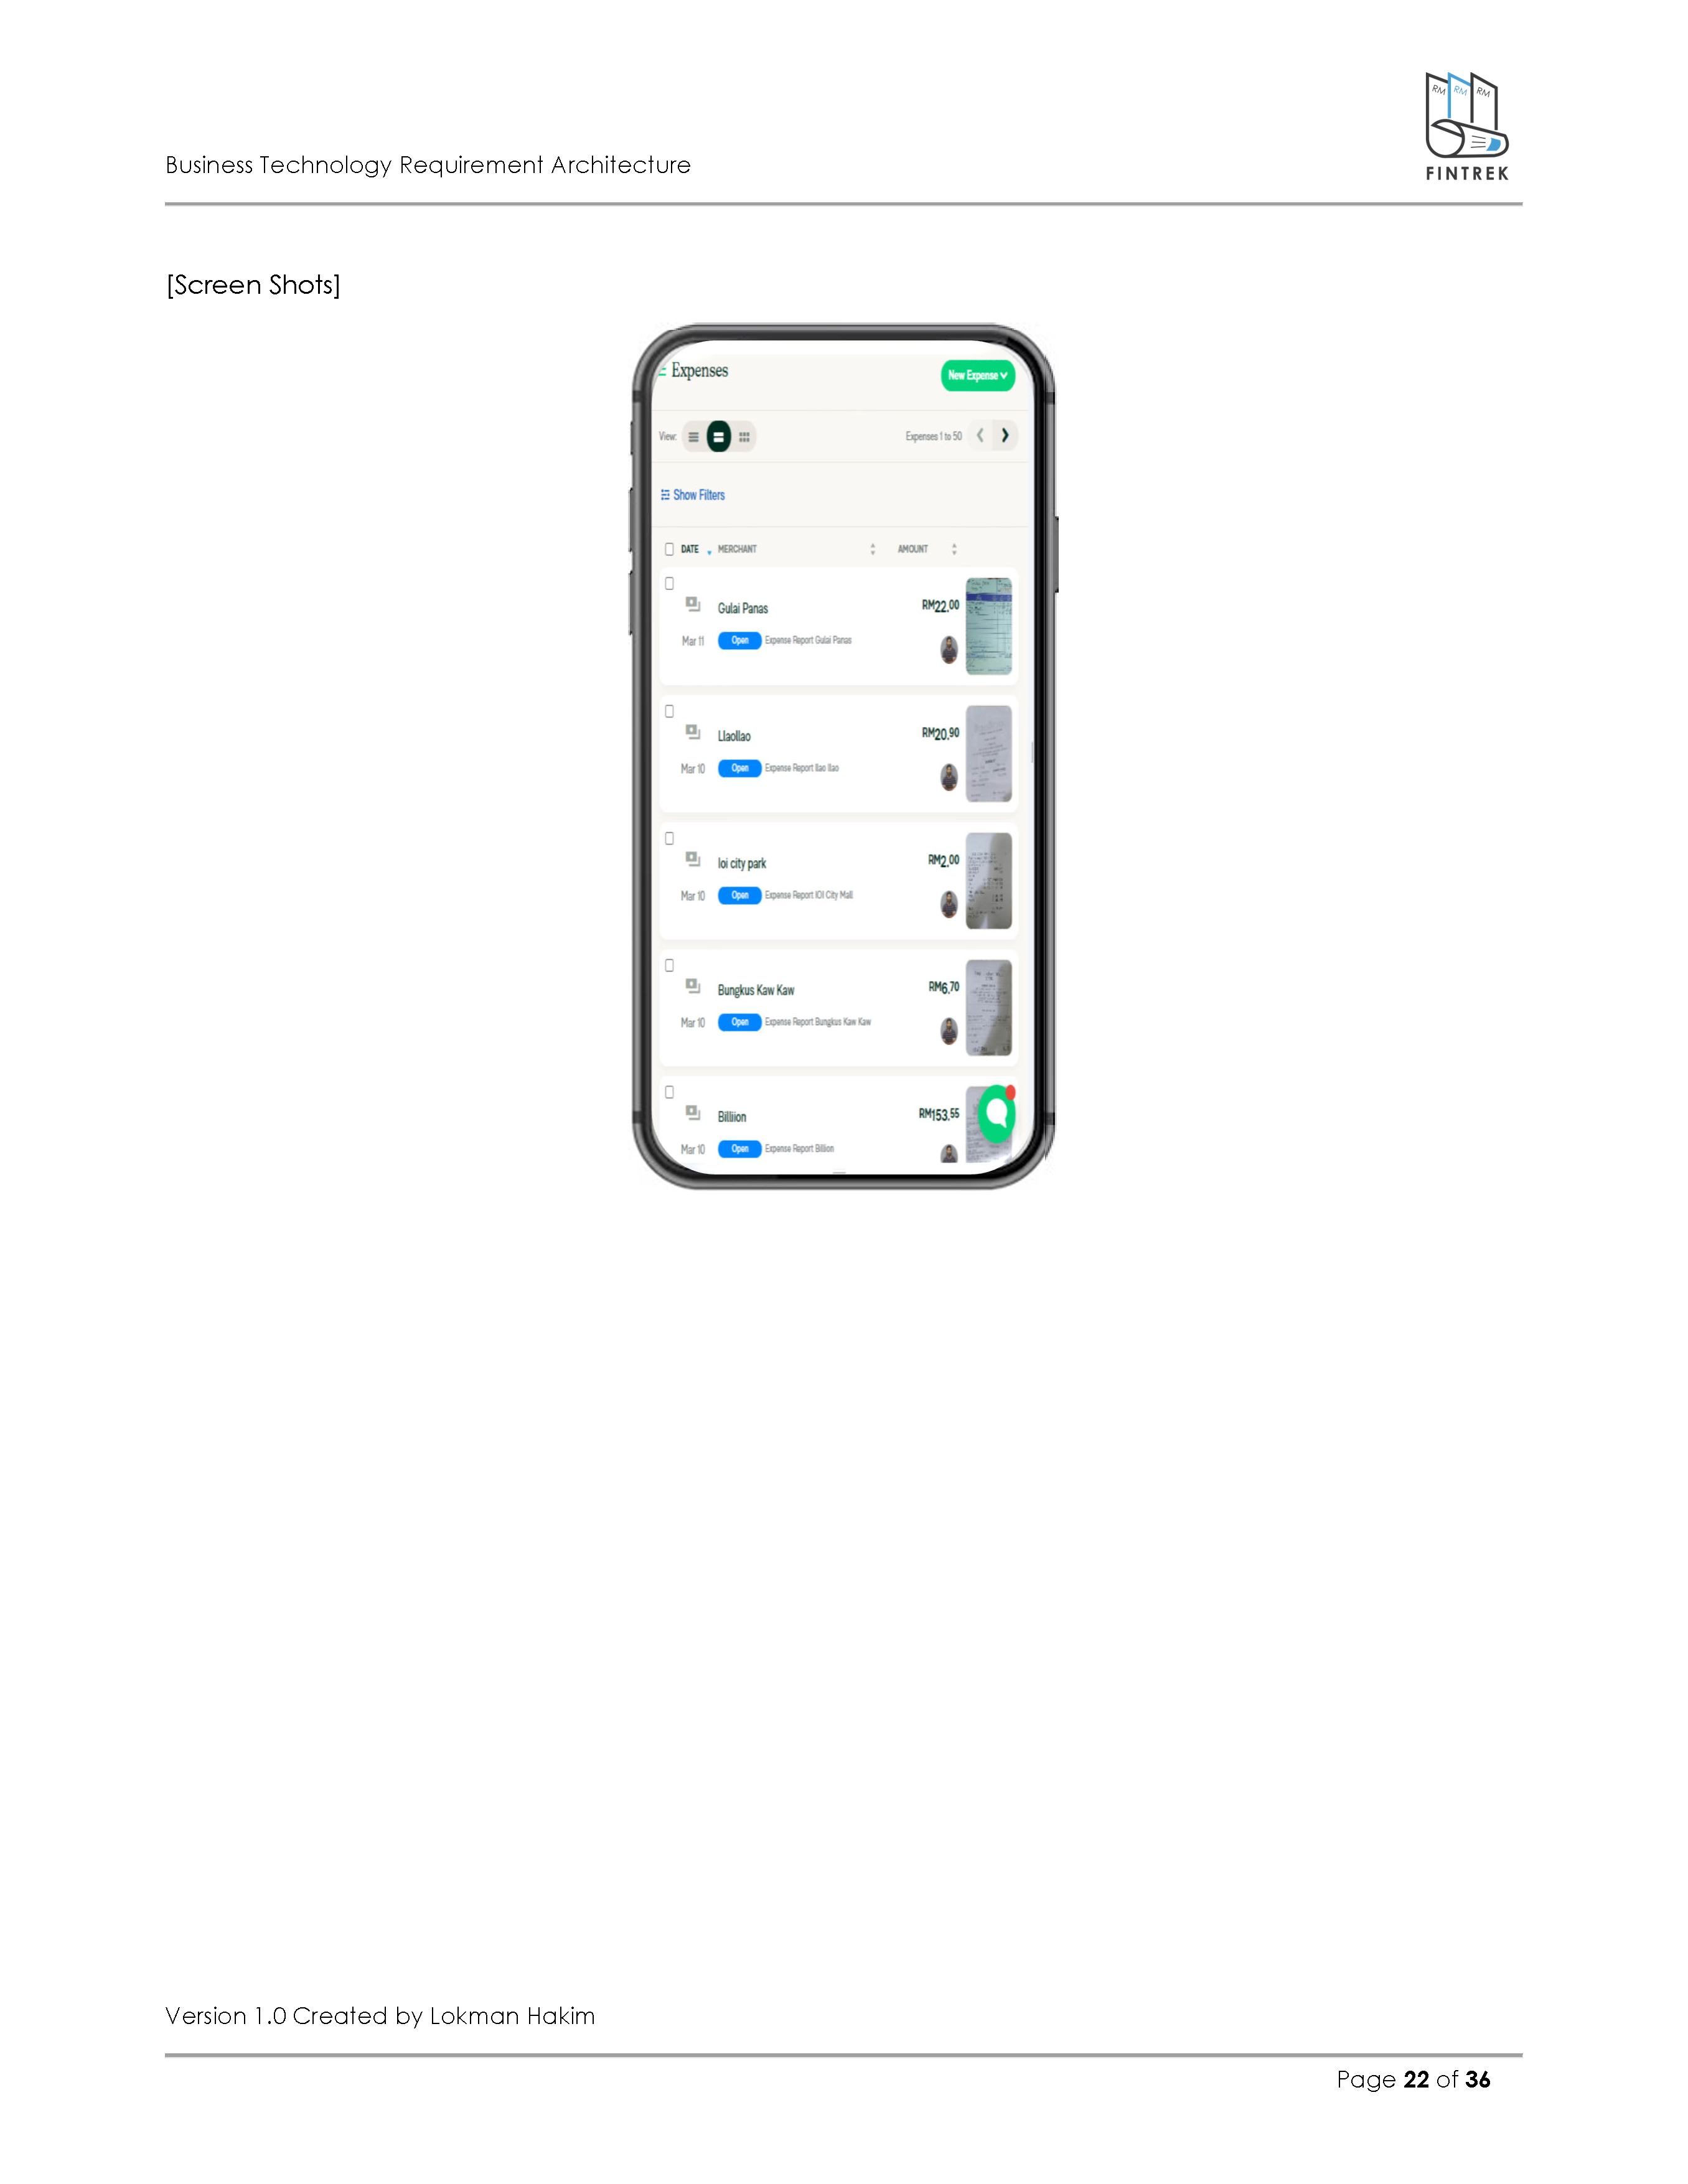 Business Technology Requirement Architecture
RM RM RM
FINTREK
[Screen Shots]
Expenses
New Expense
View:
Expenses 1 to 50
Show Filters
DATE MERCHANT AMOUNT
Gulai Panas RM22.00
Mar 11 Open Expense Report Gulai Panas
Llaollao RM20.90
Mar 10 Open Expense Report llao llao
Ioi city park RM2.00
Mar 10 Open Expense Report IOI City Mall
Bungkus Kaw Kaw RM6.70
Mar 10 Open Expense Report Bungkus Kaw Kaw
Billiion RM153.55
Mar 10 Open Expense Report Billion
Version 1.0 Created by Lokman Hakim
Page 22 of 36